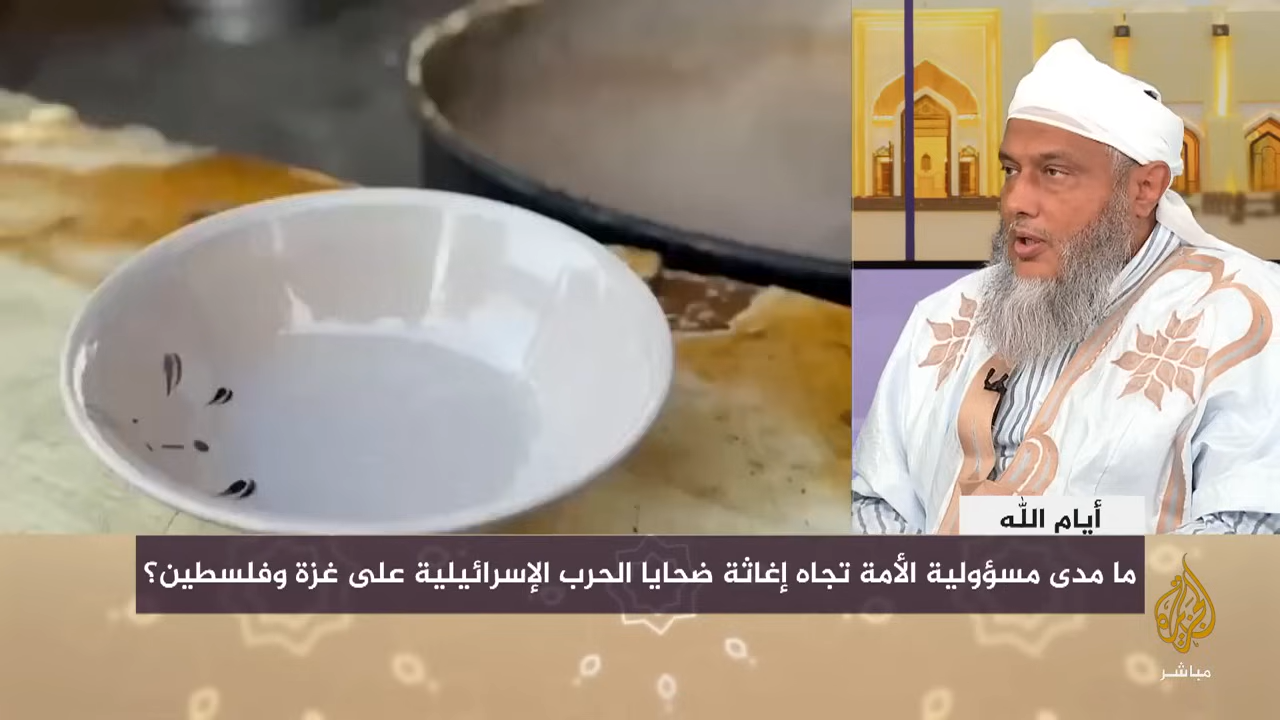 أيام الله
ما مدى مسؤولية الأمة تجاه إغاثة ضحايا الحرب الإسرائيلية على غزة وفلسطين؟
الجزيرة
مباشر